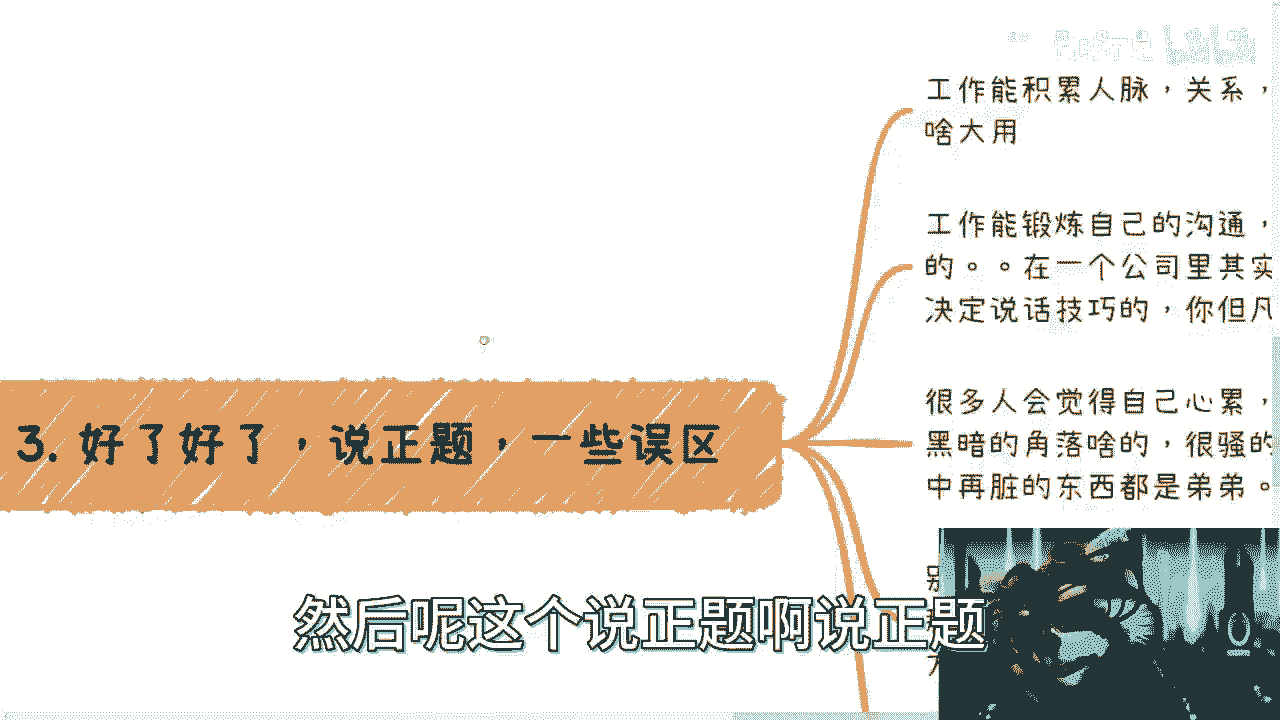 工作能积累人脉，关系，
啥大用
工作能锻炼自己的沟通，
的。。在一个公司里其实
决定说话技巧的，你但凡
3. 好了好了，说正题，一些误区
很多人会觉得自己心累，
黑暗的角落啥的，很骚的
中再脏的东西都是弟弟。
然后呢这个说正题啊说正题